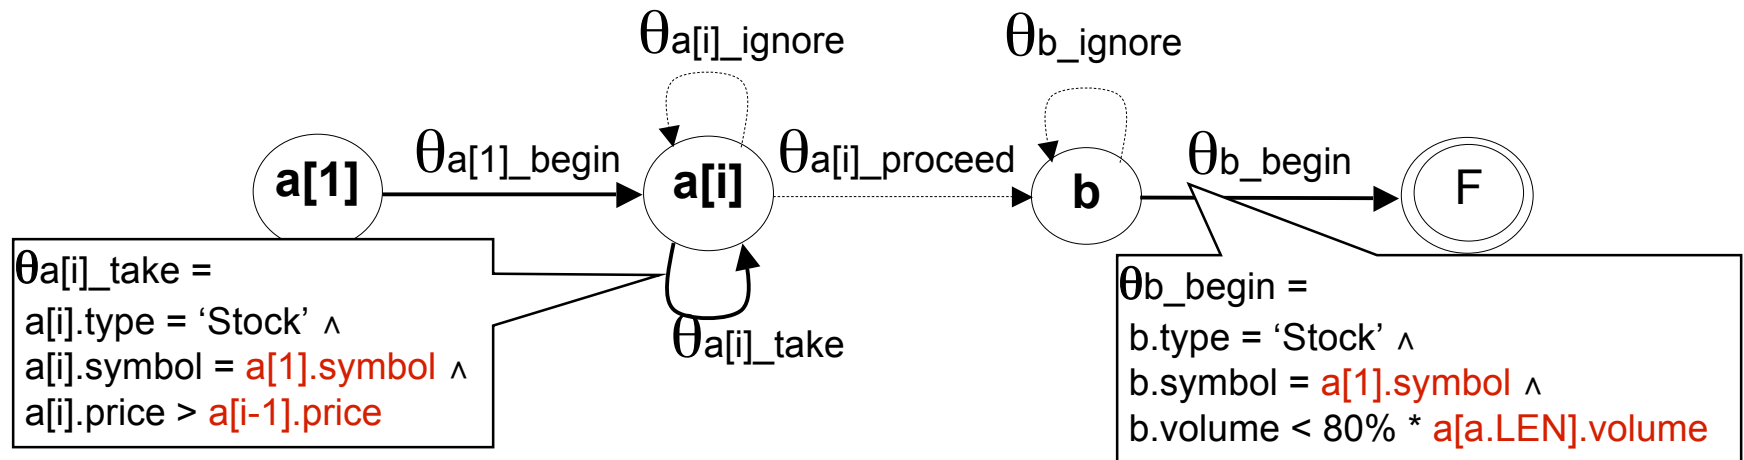 θa[i]_ignore
θb_ignore
θa[1]_begin
θa[i]_proceed
θb_begin
a[1]
a[i]
b
F
θa[i]_take =
a[i].type = ‘Stock’ ∧
a[i].symbol = a[1].symbol ∧
a[i].price > a[i-1].price
θa[i]_take
θb_begin =
b.type = ‘Stock’ ∧
b.symbol = a[1].symbol ∧
b.volume < 80% * a[a.LEN].volume